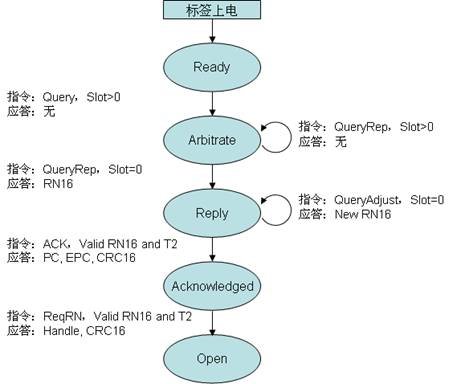 标签上电
Ready
指令：Query，Slot>0
应答：无
Arbitrate
指令：QueryRep，Slot>0
应答：无
指令：QueryRep，Slot=0
应答：RN16
Reply
指令：QueryAdjust，Slot=0
应答：New RN16
指令：ACK，Valid RN16 and T2
应答：PC, EPC, CRC16
Acknowledged
指令：ReqRN，Valid RN16 and T2
应答：Handle, CRC16
Open